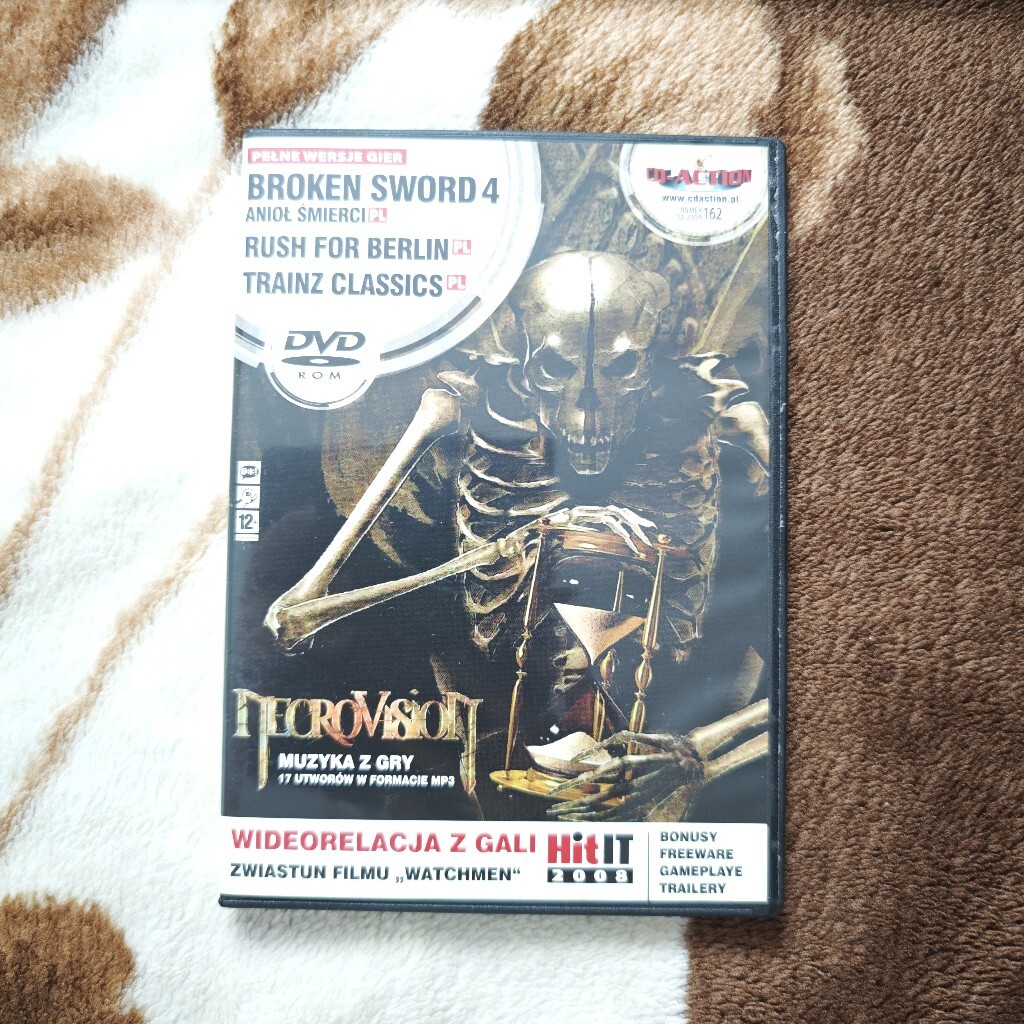 PEŁNE WERSJE GIER
BROKEN SWORD 4
ANIOŁ ŚMIERCI PL
RUSH FOR BERLIN PL
TRAINZ CLASSICS PL
DVD
ROM
CD-ACTION
www.cdaction.pl
NUMER
162
12+
NECROVISION
MUZYKA Z GRY
17 UTWORÓW W FORMACIE MP3
WIDEORELACJA Z GALI HitIT
2008
ZWIASTUN FILMU „WATCHMEN"
BONUSY
FREEWARE
GAMEPLAYE
TRAILERY